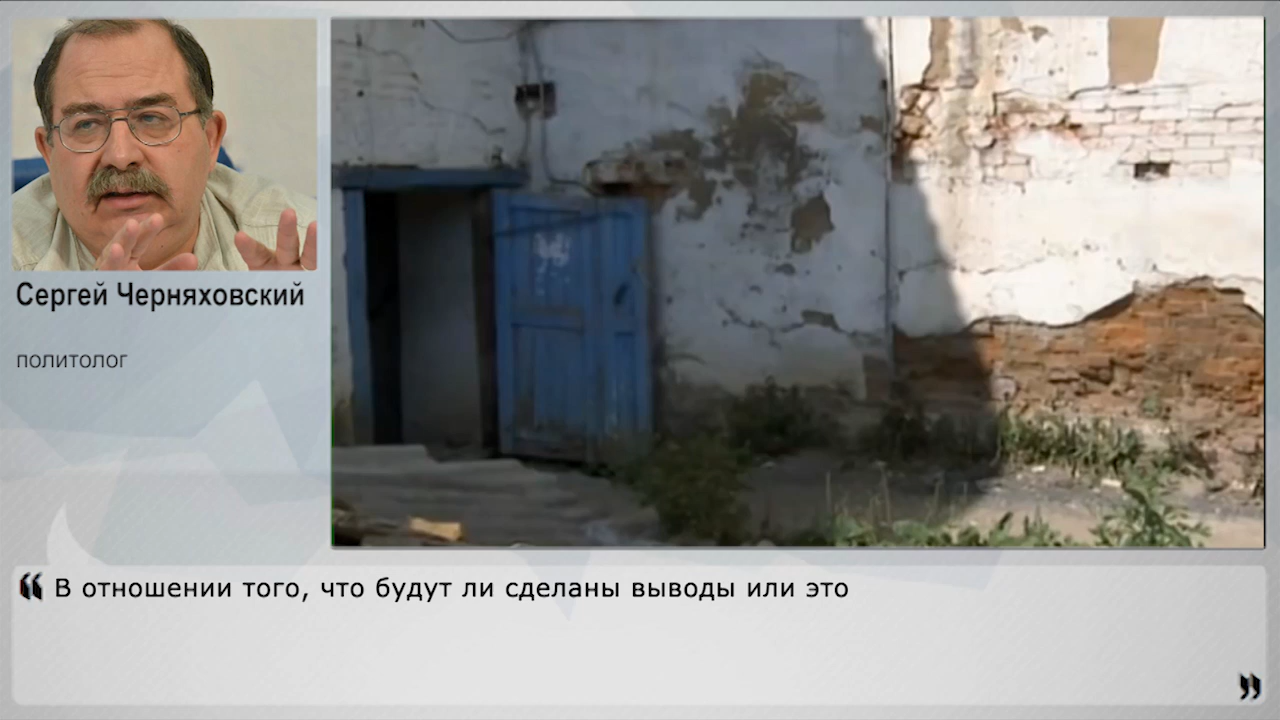 Сергей Черняховский
политолог
“ В отношении того, что будут ли сделаны выводы или это
”